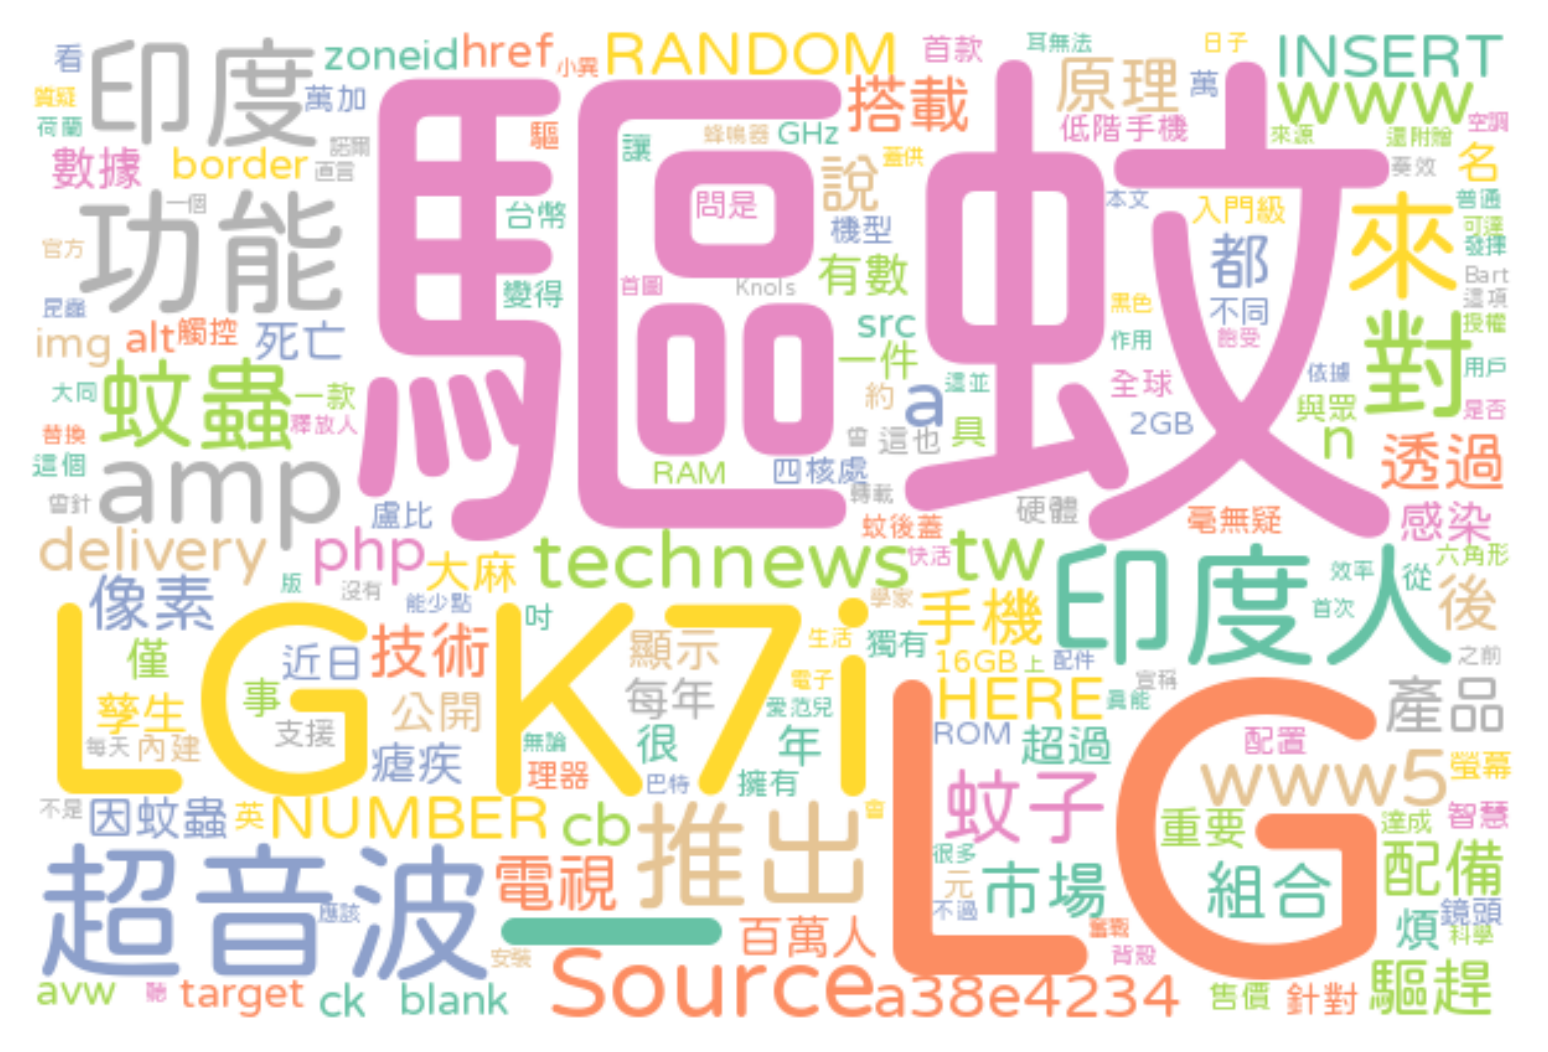 看
印度
zoneid
href
小異
RANDOM
首款
耳無法
日子
INSERT
質疑
萬加
驅蚊
搭載
原理
萬
www
荷蘭
諾爾
驅
讓
蜂鳴器
GHz
低階手機
來源
還附贈
空調
數據
border
直言
蓋供
說
奏效
名
功能
一個
台幣
問是
機型
本文
入門級
來
普通
可達
發揮
官方
有數
都
Bart
昆蟲
變得
首圖
Knols
黑色
不同
這項
授權
img
alt
觸控
死亡
src
作用
飽受
對
蚊蟲
一件
依據
用戶
大同
一款
約
a
這並
全球
與眾
是否
替換
釋放人
曾
這也
具
2GB
n
透過
這個
amp
RAM
四核處
曾針
盧比
轉載
硬體
毫無疑
感染
蚊後蓋
delivery
php
大麻
technews
快活
tw
印度人
六角形
版
沒有
效率
從
像素
LG K7i
能少點
吋
學家
手機
首次
後
僅
近日
技術
顯示
生活
獨有
之前
16GB
上
配件
孳生
事
公開
每年
電子
HERE
宣稱
LG
產品
愛范兒
真能
每天
內建
支援
瘧疾
無論
很
年
ROM
超過
配置
理器
巴特
擁有
www5
螢幕
不是
因蚊蟲
英
NUMBER
cb
推出
會
蚊子
重要
達成
智慧
超音波
電視
很多
元
市場
組合
配備
應該
一
百萬人
不過
奮戰
煩
鏡頭
科學
安裝
背殼
avw
聽
target
ck
blank
Source
a38e4234
售價
針對
驅趕